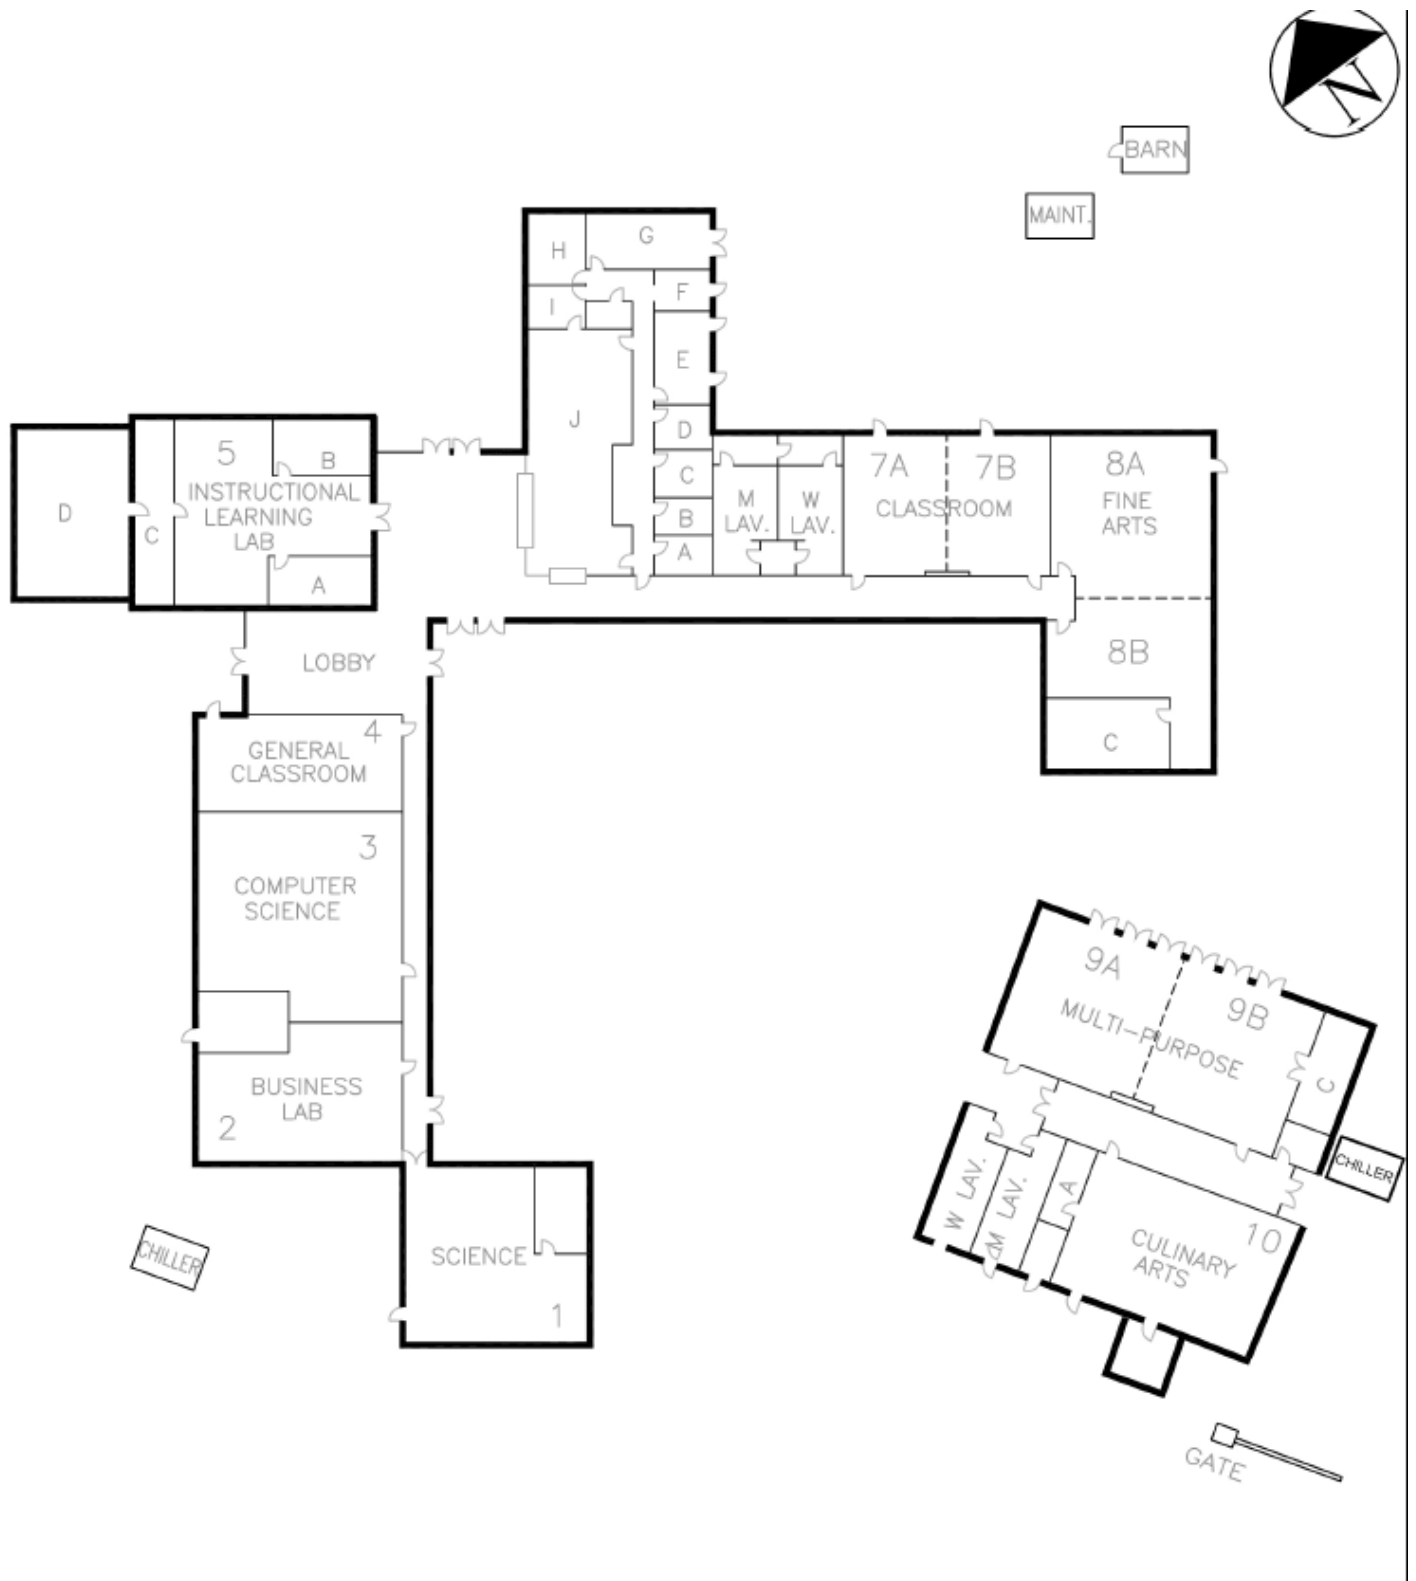 N
BARN
MAINT.
H
G
F
I
E
J
D
C
B
A
5
B
INSTRUCTIONAL
LEARNING
LAB
D
C
A
M
LAV.
W
LAV.
7A
7B
CLASSROOM
8A
FINE
ARTS
8B
C
LOBBY
4
GENERAL
CLASSROOM
3
COMPUTER
SCIENCE
BUSINESS
LAB
2
SCIENCE
1
CHILLER
9A
9B
MULTI-PURPOSE
C
CHILLER
W LAV.
M LAV.
A
10
CULINARY
ARTS
GATE